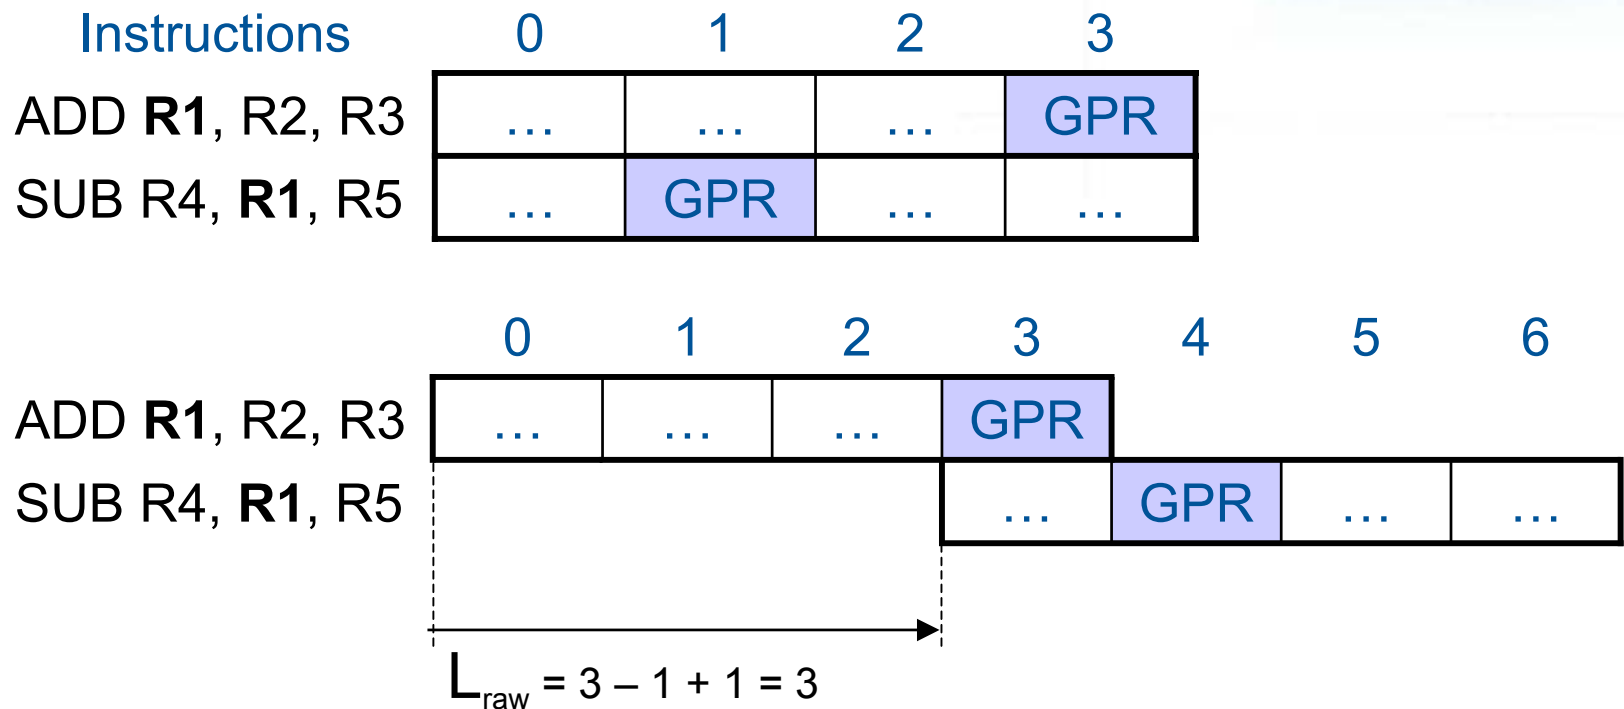 Instructions 0 1 2 3
ADD R1, R2, R3 … … … GPR
SUB R4, R1, R5 … GPR … …
0 1 2 3 4 5 6
ADD R1, R2, R3 … … … GPR
SUB R4, R1, R5 … GPR … …
Lraw = 3 – 1 + 1 = 3